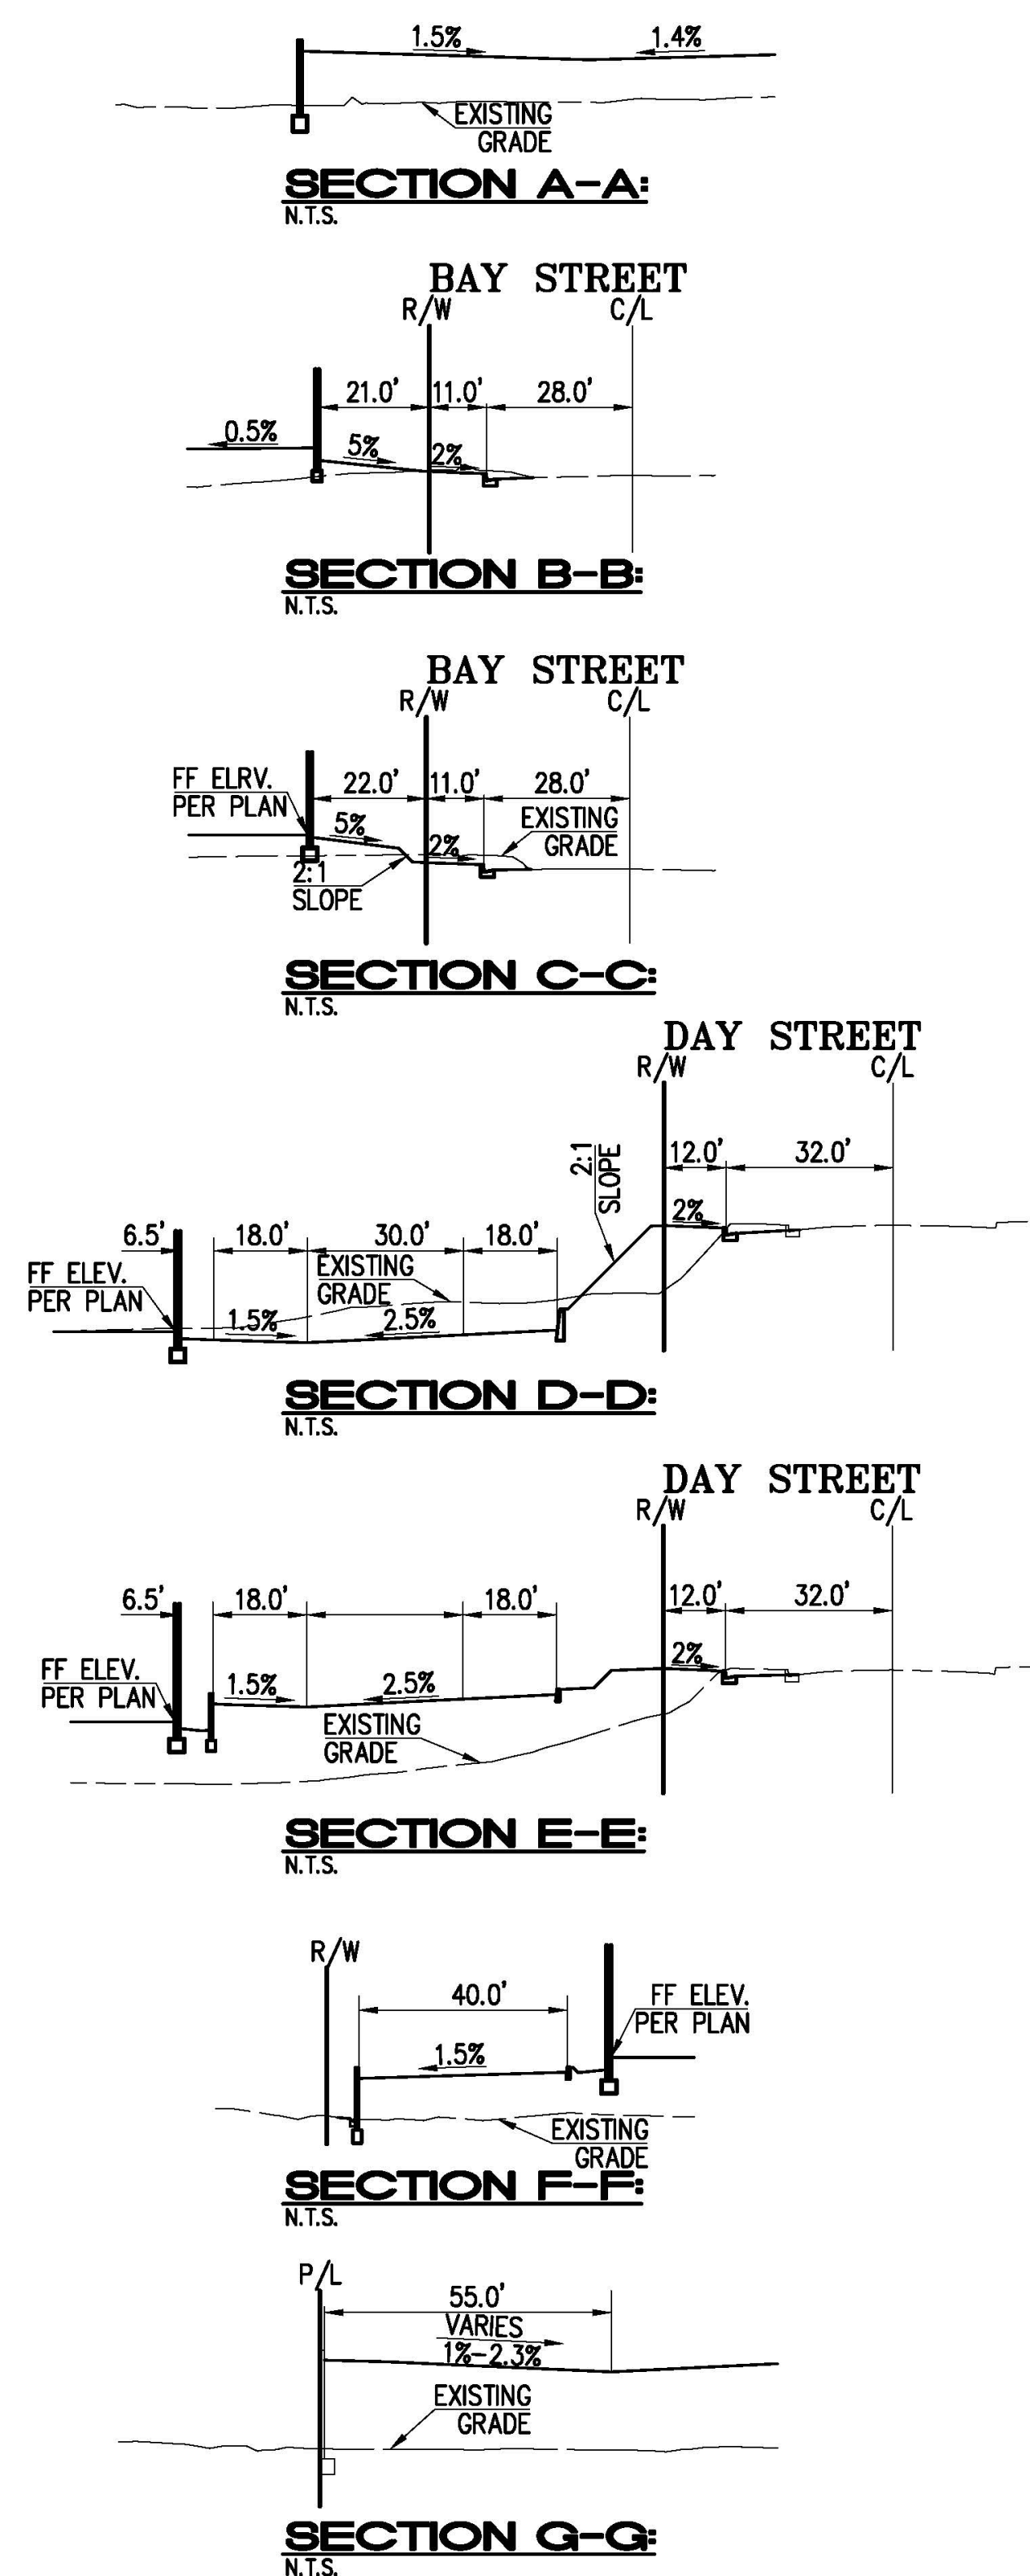 1.5% 1.4%
EXISTING
GRADE
SECTION A-A:
N.T.S.
BAY STREET
R/W C/L
21.0' 11.0' 28.0'
0.5% 5% 2%
SECTION B-B:
N.T.S.
BAY STREET
R/W C/L
FF ELRV.
PER PLAN
22.0' 11.0' 28.0'
5% 2%
EXISTING
GRADE
2:1
SLOPE
SECTION C-C:
N.T.S.
DAY STREET
R/W C/L
2:1
SLOPE
12.0' 32.0'
2%
6.5' 18.0' 30.0' 18.0'
FF ELEV.
PER PLAN
EXISTING
GRADE
1.5% 2.5%
SECTION D-D:
N.T.S.
DAY STREET
R/W C/L
6.5' 18.0' 18.0' 12.0' 32.0'
2%
FF ELEV.
PER PLAN
1.5% 2.5%
EXISTING
GRADE
SECTION E-E:
N.T.S.
R/W
40.0'
FF ELEV.
PER PLAN
1.5%
EXISTING
GRADE
SECTION F-F:
N.T.S.
P/L
55.0'
VARIES
1%-2.3%
EXISTING
GRADE
SECTION G-G:
N.T.S.